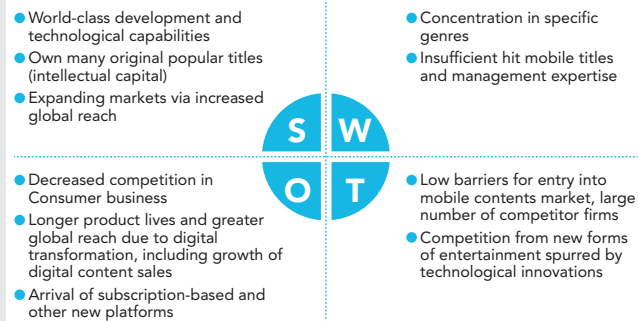 ● World-class development and
technological capabilities
● Own many original popular titles
(intellectual capital)
● Expanding markets via increased
global reach
● Concentration in specific
genres
● Insufficient hit mobile titles
and management expertise
S W
O T
● Decreased competition in
Consumer business
● Longer product lives and greater
global reach due to digital
transformation, including growth of
digital content sales
● Arrival of subscription-based and
other new platforms
● Low barriers for entry into
mobile contents market, large
number of competitor firms
● Competition from new forms
of entertainment spurred by
technological innovations